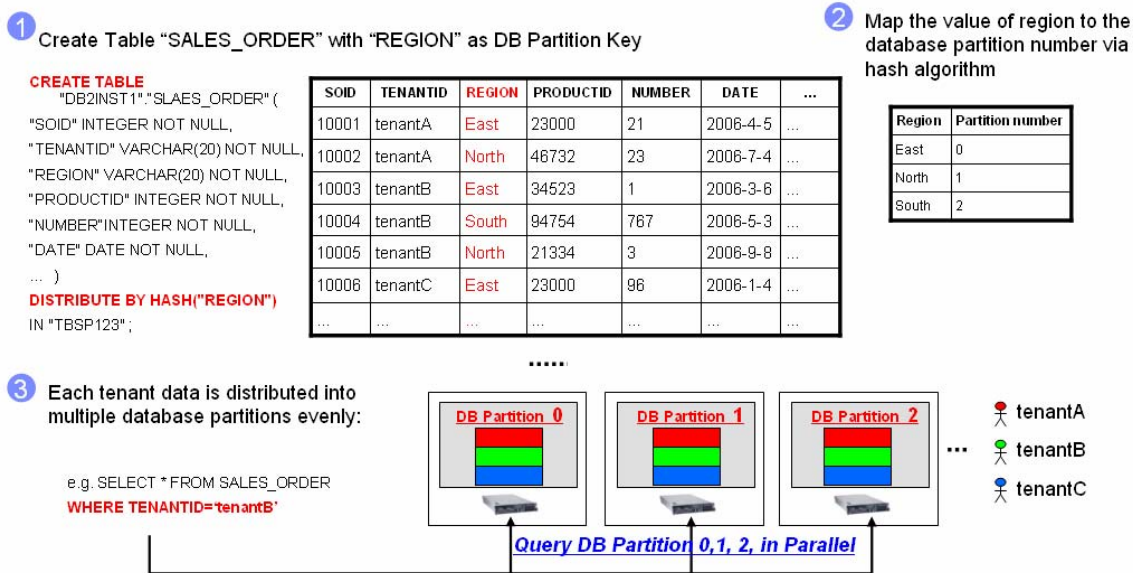 1
Create Table “SALES_ORDER” with “REGION” as DB Partition Key
CREATE TABLE
"DB2INST1"."SLAES_ORDER" (
"SOID" INTEGER NOT NULL,
"TENANTID" VARCHAR(20) NOT NULL,
"REGION" VARCHAR(20) NOT NULL,
"PRODUCTID" INTEGER NOT NULL,
"NUMBER"INTEGER NOT NULL,
"DATE" DATE NOT NULL,
... )
DISTRIBUTE BY HASH("REGION")
IN "TBSP123" ;
SOID TENANTID REGION PRODUCTID NUMBER DATE ...
10001 tenantA East 23000 21 2006-4-5 ...
10002 tenantA North 46732 23 2006-7-4 ...
10003 tenantB East 34523 1 2006-3-6 ...
10004 tenantB South 94754 767 2006-5-3 ...
10005 tenantB North 21334 3 2006-9-8 ...
10006 tenantC East 23000 96 2006-1-4 ...
... ... ... ... ... ... ...
......
2
Map the value of region to the
database partition number via
hash algorithm
Region Partition number
East 0
North 1
South 2
3
Each tenant data is distributed into
multiple database partitions evenly:
e.g. SELECT * FROM SALES_ORDER
WHERE TENANTID=‘tenantB’
DB Partition 0
DB Partition 1
DB Partition 2
...
tenantA
tenantB
tenantC
Query DB Partition 0,1, 2, in Parallel